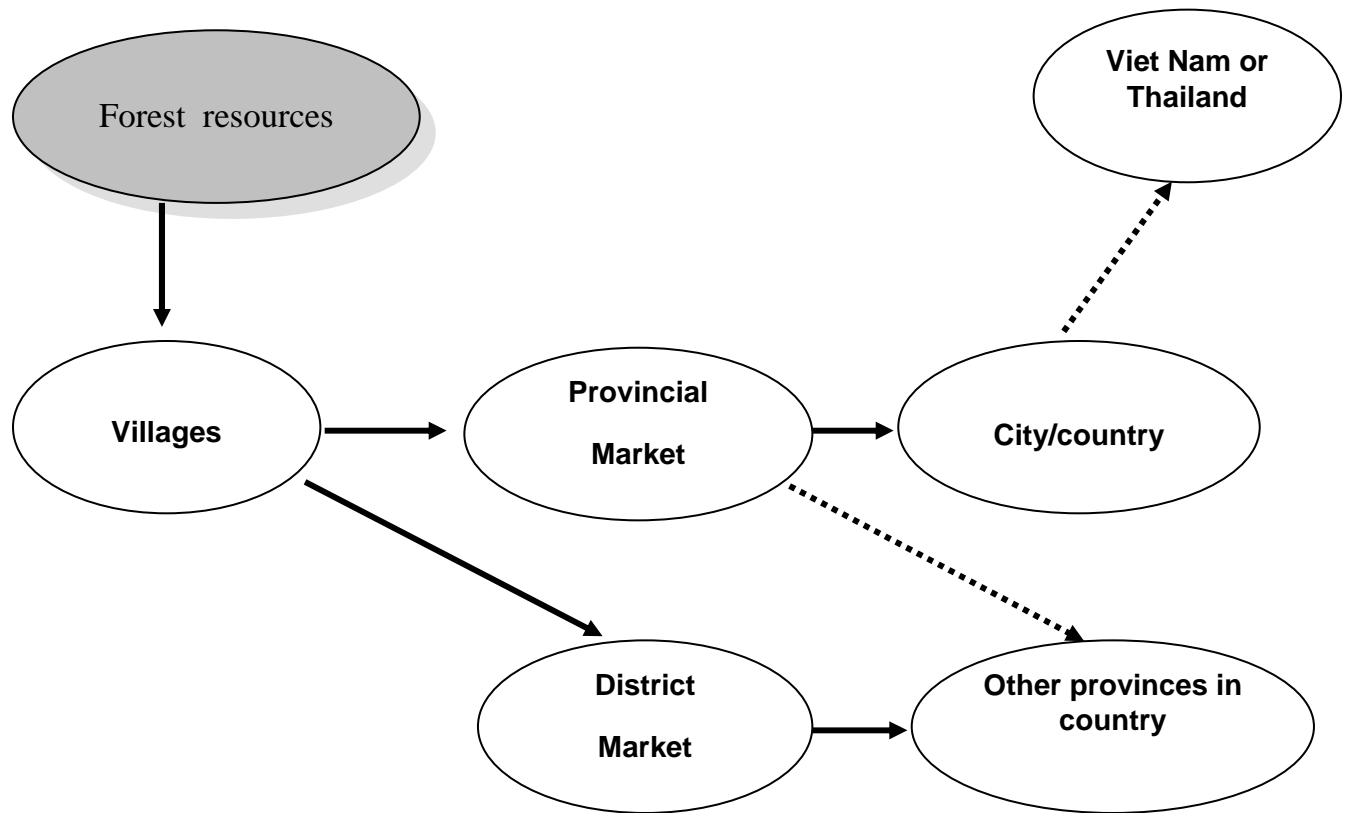 Forest resources
Viet Nam or
Thailand
Villages
Provincial
Market
City/country
District
Market
Other provinces in
country